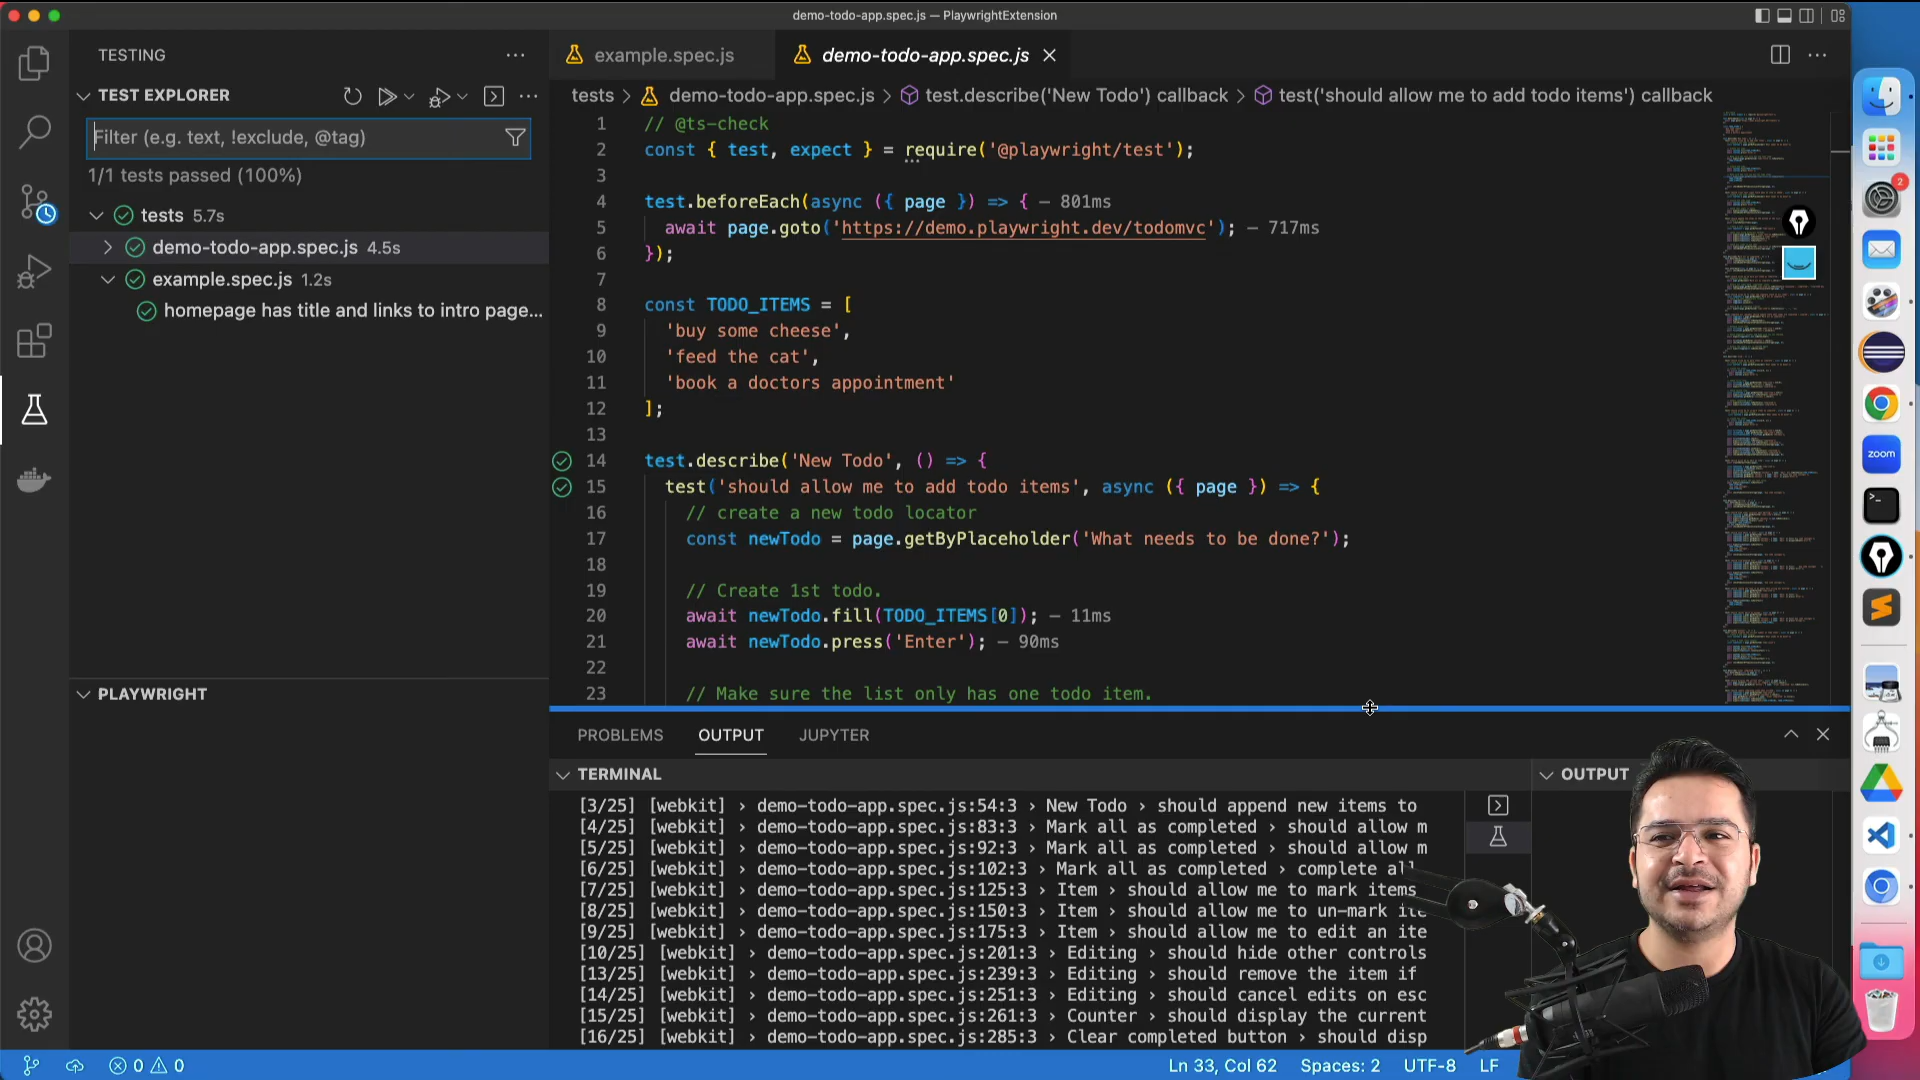 demo-todo-app.spec.js — PlaywrightExtension
TESTING
TEST EXPLORER
Filter (e.g. text, !exclude, @tag)
1/1 tests passed (100%)
tests 5.7s
demo-todo-app.spec.js 4.5s
example.spec.js 1.2s
homepage has title and links to intro page...
PLAYWRIGHT
example.spec.js
demo-todo-app.spec.js
tests > demo-todo-app.spec.js > test.describe('New Todo') callback > test('should allow me to add todo items') callback
1 // @ts-check
2 const { test, expect } = require('@playwright/test');
3
4 test.beforeEach(async ({ page }) => { — 801ms
5 await page.goto('https://demo.playwright.dev/todomvc'); — 717ms
6 });
7
8 const TODO_ITEMS = [
9 'buy some cheese',
10 'feed the cat',
11 'book a doctors appointment'
12 ];
13
14 test.describe('New Todo', () => {
15 test('should allow me to add todo items', async ({ page }) => {
16 // create a new todo locator
17 const newTodo = page.getByPlaceholder('What needs to be done?');
18
19 // Create 1st todo.
20 await newTodo.fill(TODO_ITEMS[0]); — 11ms
21 await newTodo.press('Enter'); — 90ms
22
23 // Make sure the list only has one todo item.
PROBLEMS OUTPUT JUPYTER
TERMINAL
OUTPUT
[3/25] [webkit] › demo-todo-app.spec.js:54:3 › New Todo › should append new items to
[4/25] [webkit] › demo-todo-app.spec.js:83:3 › Mark all as completed › should allow m
[5/25] [webkit] › demo-todo-app.spec.js:92:3 › Mark all as completed › should allow m
[6/25] [webkit] › demo-todo-app.spec.js:102:3 › Mark all as completed › complete all
[7/25] [webkit] › demo-todo-app.spec.js:125:3 › Item › should allow me to mark items
[8/25] [webkit] › demo-todo-app.spec.js:150:3 › Item › should allow me to un-mark ite
[9/25] [webkit] › demo-todo-app.spec.js:175:3 › Item › should allow me to edit an ite
[10/25] [webkit] › demo-todo-app.spec.js:201:3 › Editing › should hide other controls
[13/25] [webkit] › demo-todo-app.spec.js:239:3 › Editing › should remove the item if
[14/25] [webkit] › demo-todo-app.spec.js:251:3 › Editing › should cancel edits on esc
[15/25] [webkit] › demo-todo-app.spec.js:261:3 › Counter › should display the current
[16/25] [webkit] › demo-todo-app.spec.js:285:3 › Clear completed button › should disp
0 0
Ln 33, Col 62 Spaces: 2 UTF-8 LF
2
zoom